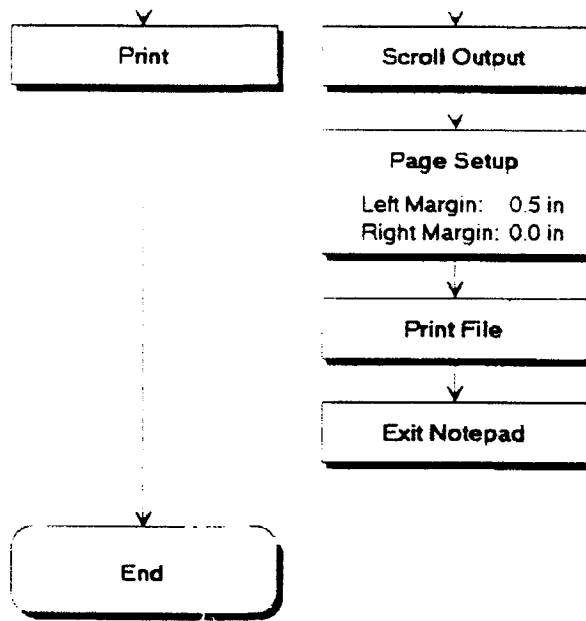 Print
Scroll Output
Page Setup
Left Margin: 0.5 in
Right Margin: 0.0 in
Print File
Exit Notepad
End